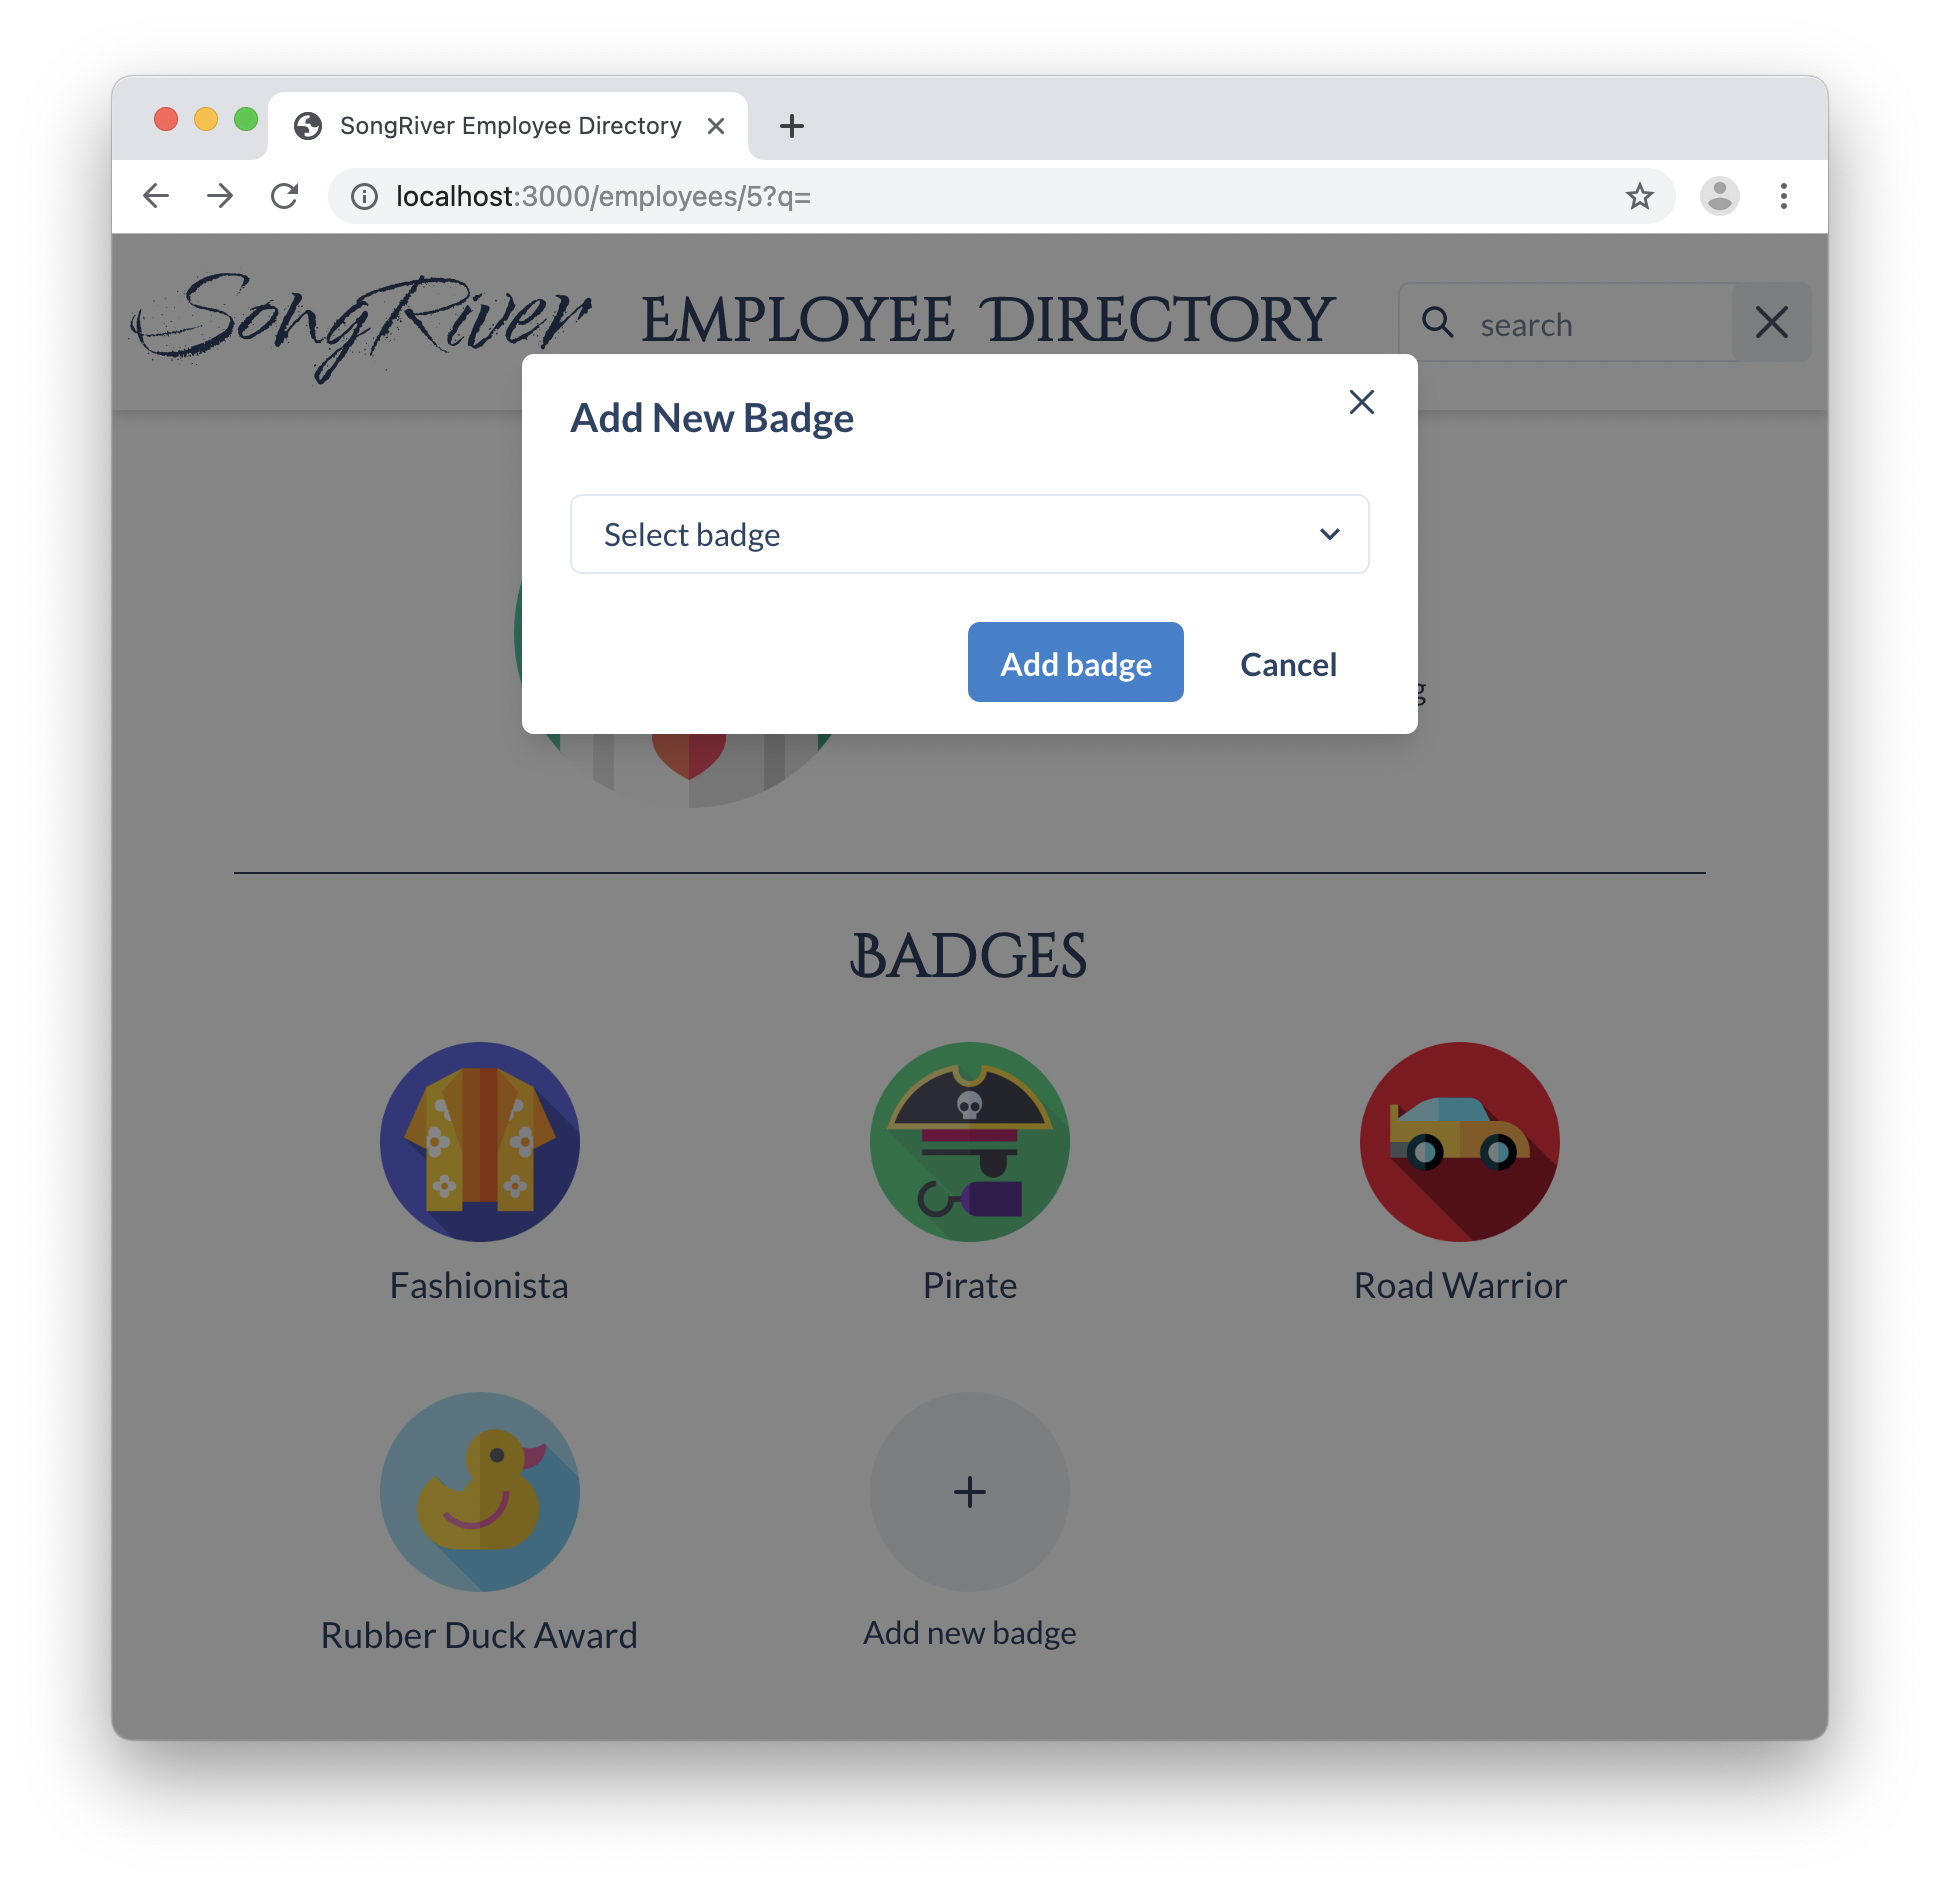 SongRiver Employee Directory
localhost:3000/employees/5?q=
SongRiver EMPLOYEE DIRECTORY search
Add New Badge
Select badge
Add badge Cancel
g
BADGES
Fashionista Pirate Road Warrior
Rubber Duck Award Add new badge